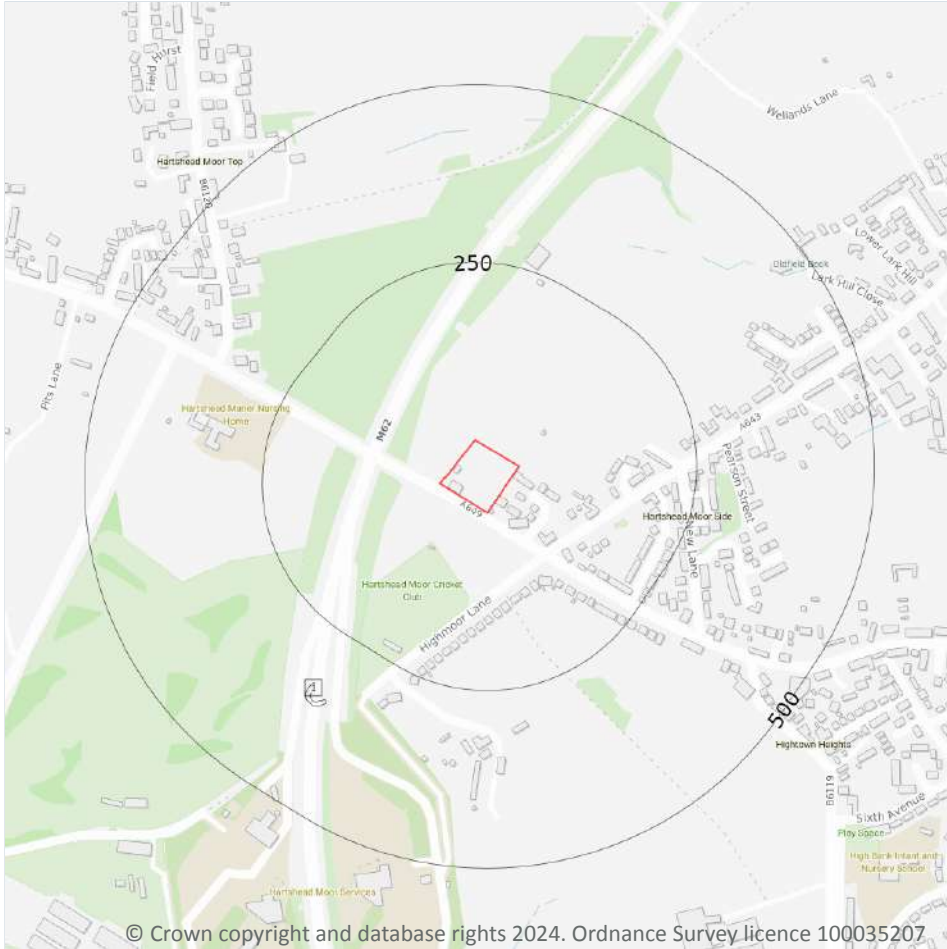 Field Hurst
Wellands Lane
Hartshead Moor Top
B6120
Lower Lark Hill
250
Oldfield Beck
Lark Hill Close
Pits Lane
Hartshead Manor Nursing
Home
M62
A643
Pearson Street
A649
Hartshead Moor Side
New Lane
Hartshead Moor Cricket
Club
Highmoor Lane
500
Hightown Heights
B6119
Sixth Avenue
Play Space
High Bank Infant and
Nursery School
Hartshead Moor Services
© Crown copyright and database rights 2024. Ordnance Survey licence 100035207